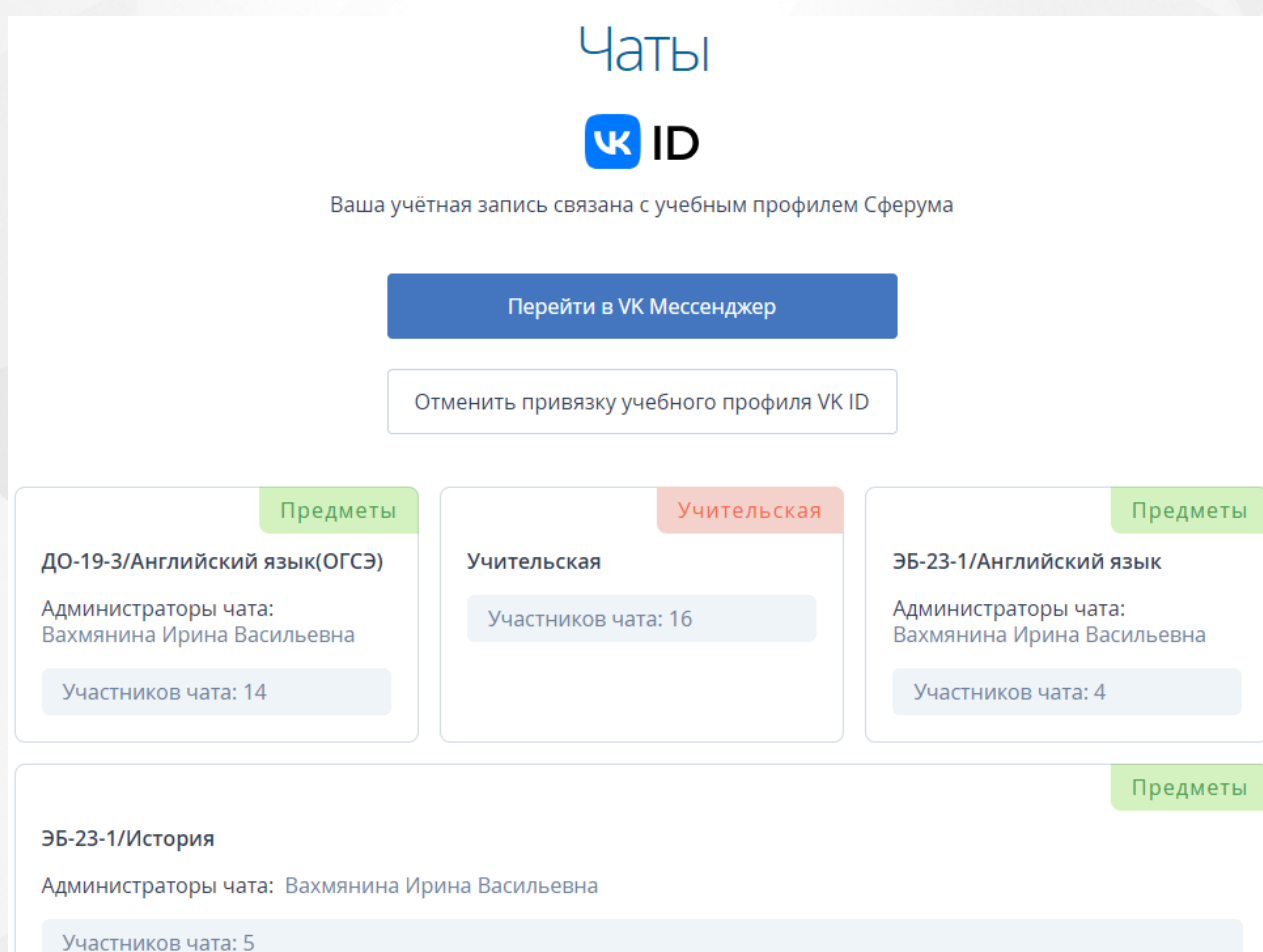 Чаты
VK ID
Ваша учётная запись связана с учебным профилем Сферума
Перейти в VK Мессенджер
Отменить привязку учебного профиля VK ID
Предметы
ДО-19-3/Английский язык(ОГСЭ)
Администраторы чата:
Вахмянина Ирина Васильевна
Участников чата: 14
Учительская
Учительская
Участников чата: 16
Предметы
ЭБ-23-1/Английский язык
Администраторы чата:
Вахмянина Ирина Васильевна
Участников чата: 4
Предметы
ЭБ-23-1/История
Администраторы чата: Вахмянина Ирина Васильевна
Участников чата: 5